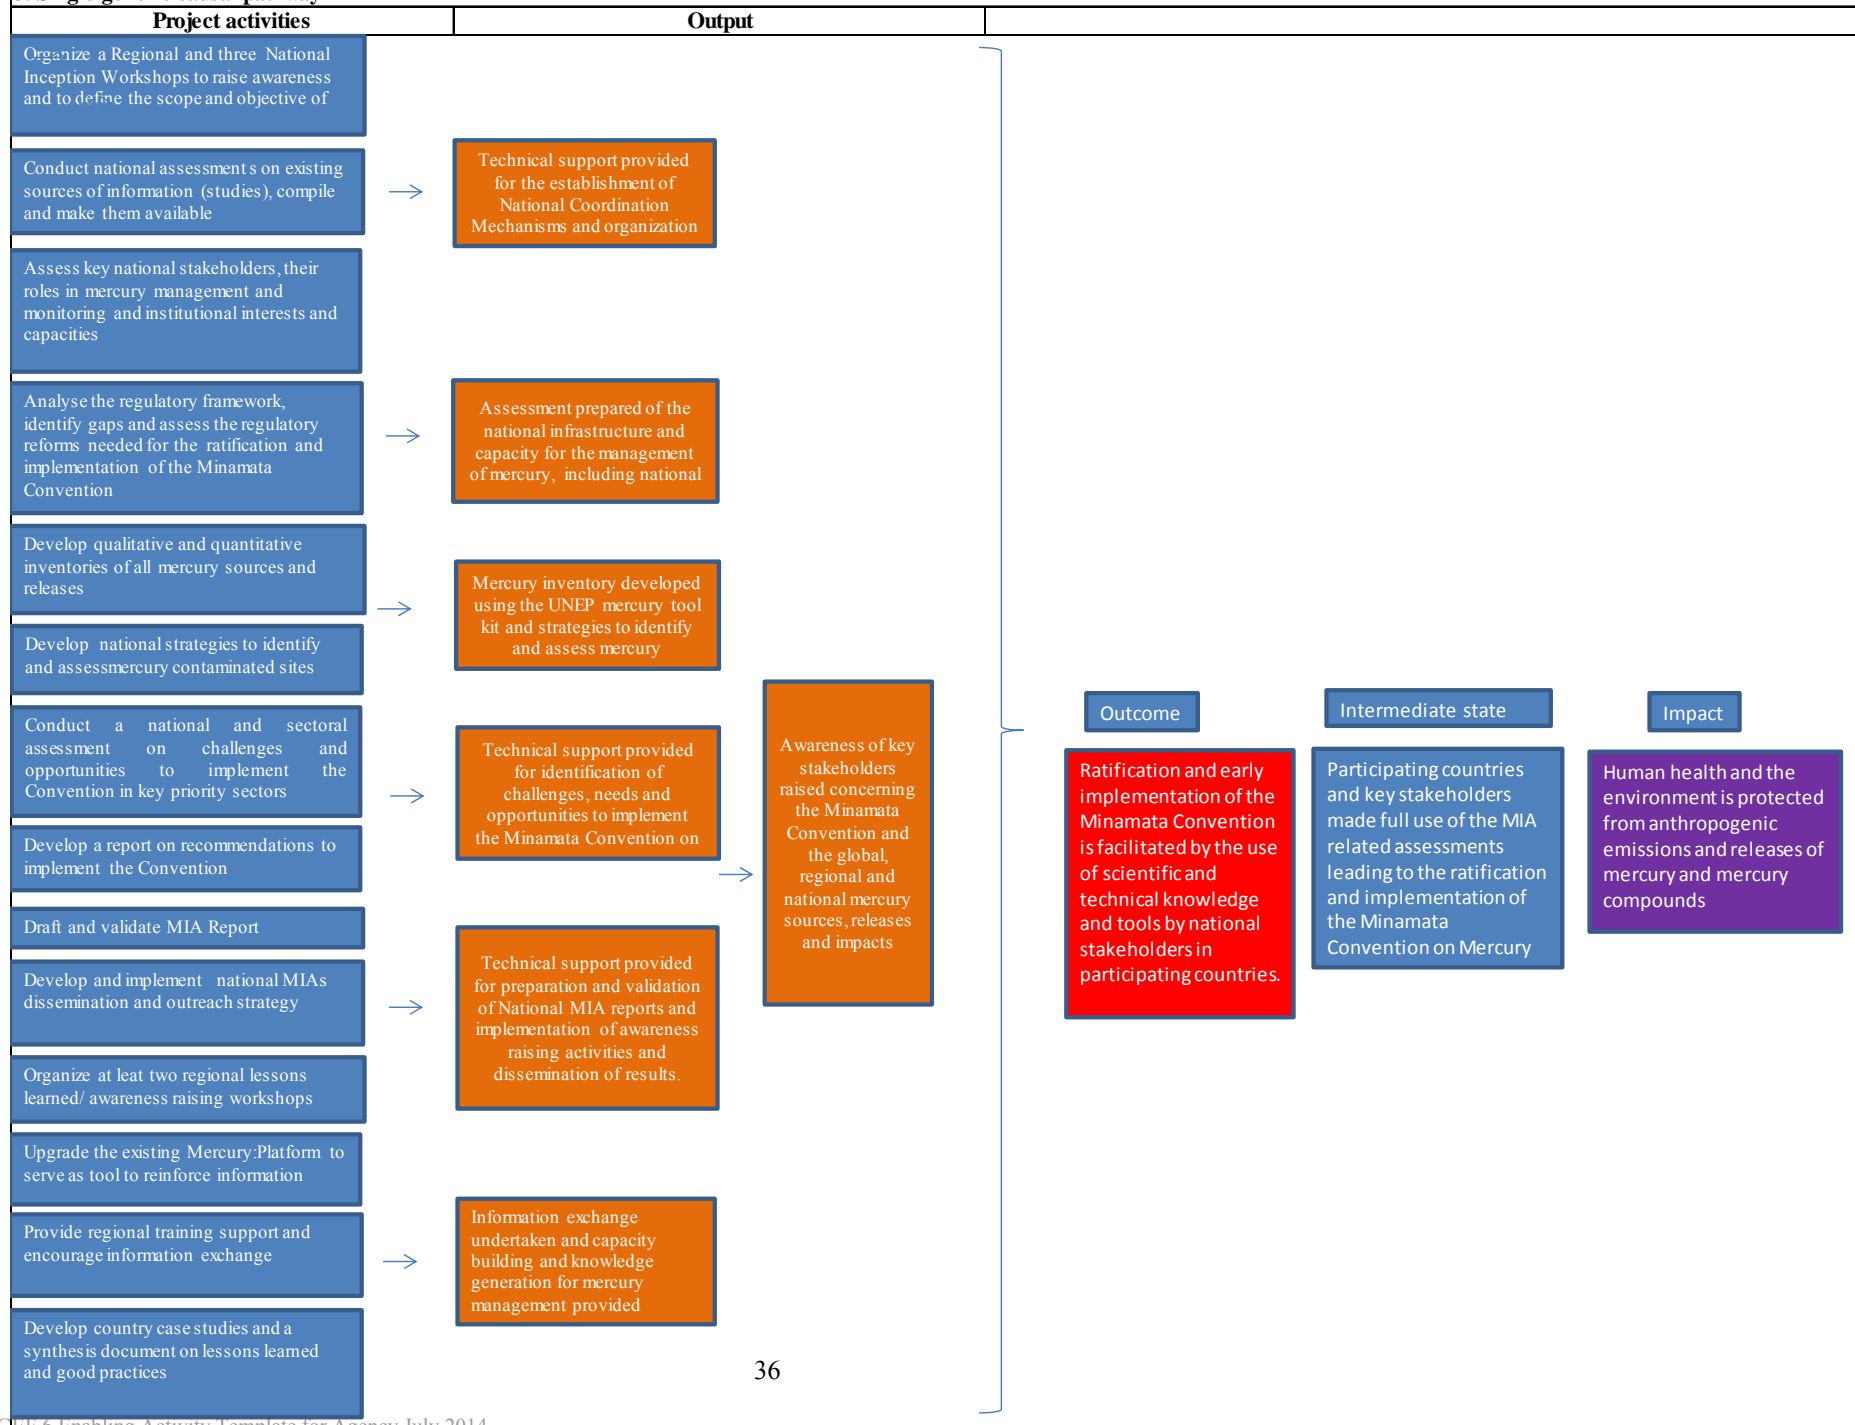 Project activities
Output
Organize a Regional and three National
Inception Workshops to raise awareness
and to define the scope and objective of
Conduct national assessment s on existing
sources of information (studies), compile
and make them available
Assess key national stakeholders, their
roles in mercury management and
monitoring and institutional interests and
capacities
Analyse the regulatory framework,
identify gaps and assess the regulatory
reforms needed for the ratification and
implementation of the Minamata
Convention
Develop qualitative and quantitative
inventories of all mercury sources and
releases
Develop national strategies to identify
and assessmercury contaminated sites
Conduct a national and sectoral
assessment on challenges and
opportunities to implement the
Convention in key priority sectors
Develop a report on recommendations to
implement the Convention
Draft and validate MIA Report
Develop and implement national MIAs
dissemination and outreach strategy
Organize at leat two regional lessons
learned/ awareness raising workshops
Upgrade the existing Mercury:Platform to
serve as tool to reinforce information
Provide regional training support and
encourage information exchange
Develop country case studies and a
synthesis document on lessons learned
and good practices
Technical support provided
for the establishment of
National Coordination
Mechanisms and organization
Assessment prepared of the
national infrastructure and
capacity for the management
of mercury, including national
Mercury inventory developed
using the UNEP mercury tool
kit and strategies to identify
and assess mercury
Technical support provided
for identification of
challenges, needs and
opportunities to implement
the Minamata Convention on
Technical support provided
for preparation and validation
of National MIA reports and
implementation of awareness
raising activities and
dissemination of results.
Information exchange
undertaken and capacity
building and knowledge
generation for mercury
management provided
Awareness of key
stakeholders
raised concerning
the Minamata
Convention and
the global,
regional and
national mercury
sources, releases
and impacts
Outcome
Ratification and early
implementation of the
Minamata Convention
is facilitated by the use
of scientific and
technical knowledge
and tools by national
stakeholders in
participating countries.
Intermediate state
Participating countries
and key stakeholders
made full use of the MIA
related assessments
leading to the ratification
and implementation of
the Minamata
Convention on Mercury
Impact
Human health and the
environment is protected
from anthropogenic
emissions and releases of
mercury and mercury
compounds
36
Enabling Activity Template for Agency July 2014